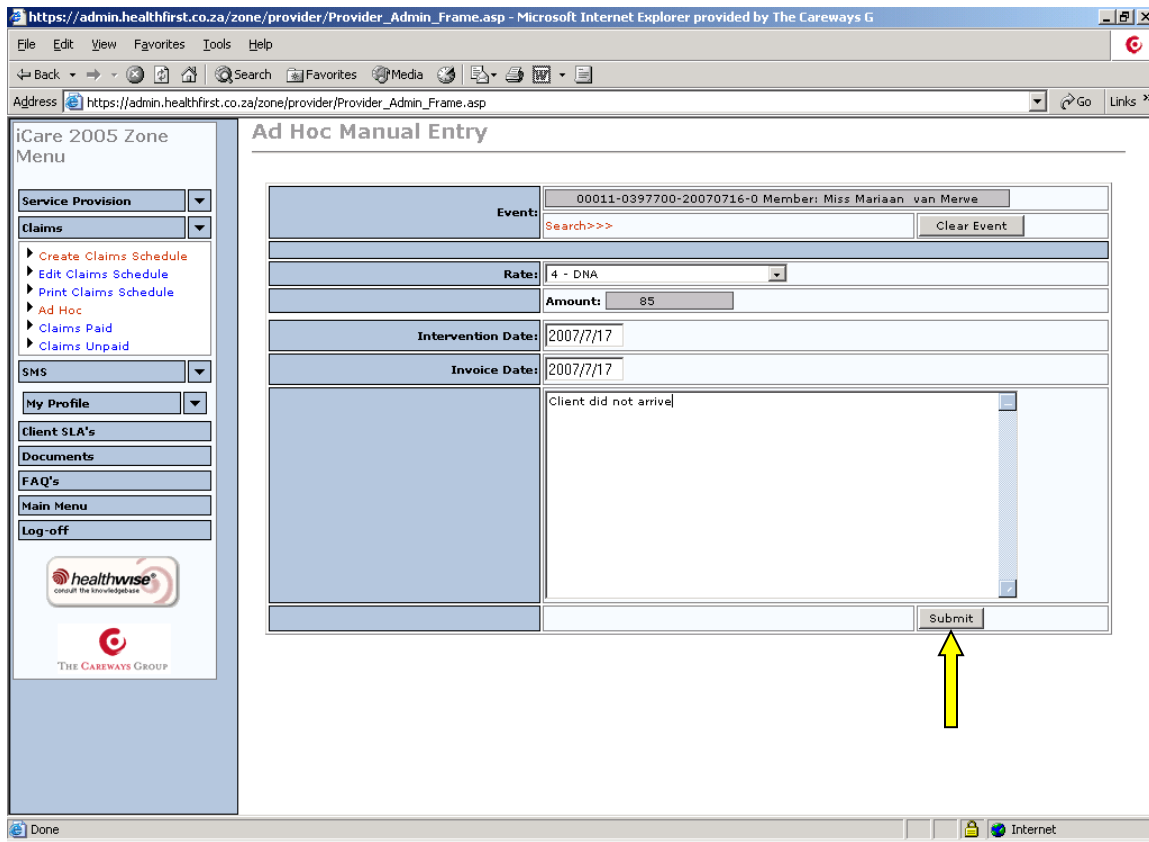 https://admin.healthfirst.co.za/zone/provider/Provider_Admin_Frame.asp - Microsoft Internet Explorer provided by The Careways G
File Edit View Favorites Tools Help
Back Search Favorites Media
Address https://admin.healthfirst.co.za/zone/provider/Provider_Admin_Frame.asp Go Links »
iCare 2005 Zone
Menu
Service Provision
Claims
Create Claims Schedule
Edit Claims Schedule
Print Claims Schedule
Ad Hoc
Claims Paid
Claims Unpaid
SMS
My Profile
Client SLA's
Documents
FAQ's
Main Menu
Log-off
healthwise
consult the knowledgebase
THE CAREWAYS GROUP
Ad Hoc Manual Entry
Event: 00011-0397700-20070716-0 Member: Miss Mariaan van Merwe
Search>>> Clear Event
Rate: 4 - DNA
Amount: 85
Intervention Date: 2007/7/17
Invoice Date: 2007/7/17
Client did not arrive
Submit
Done Internet